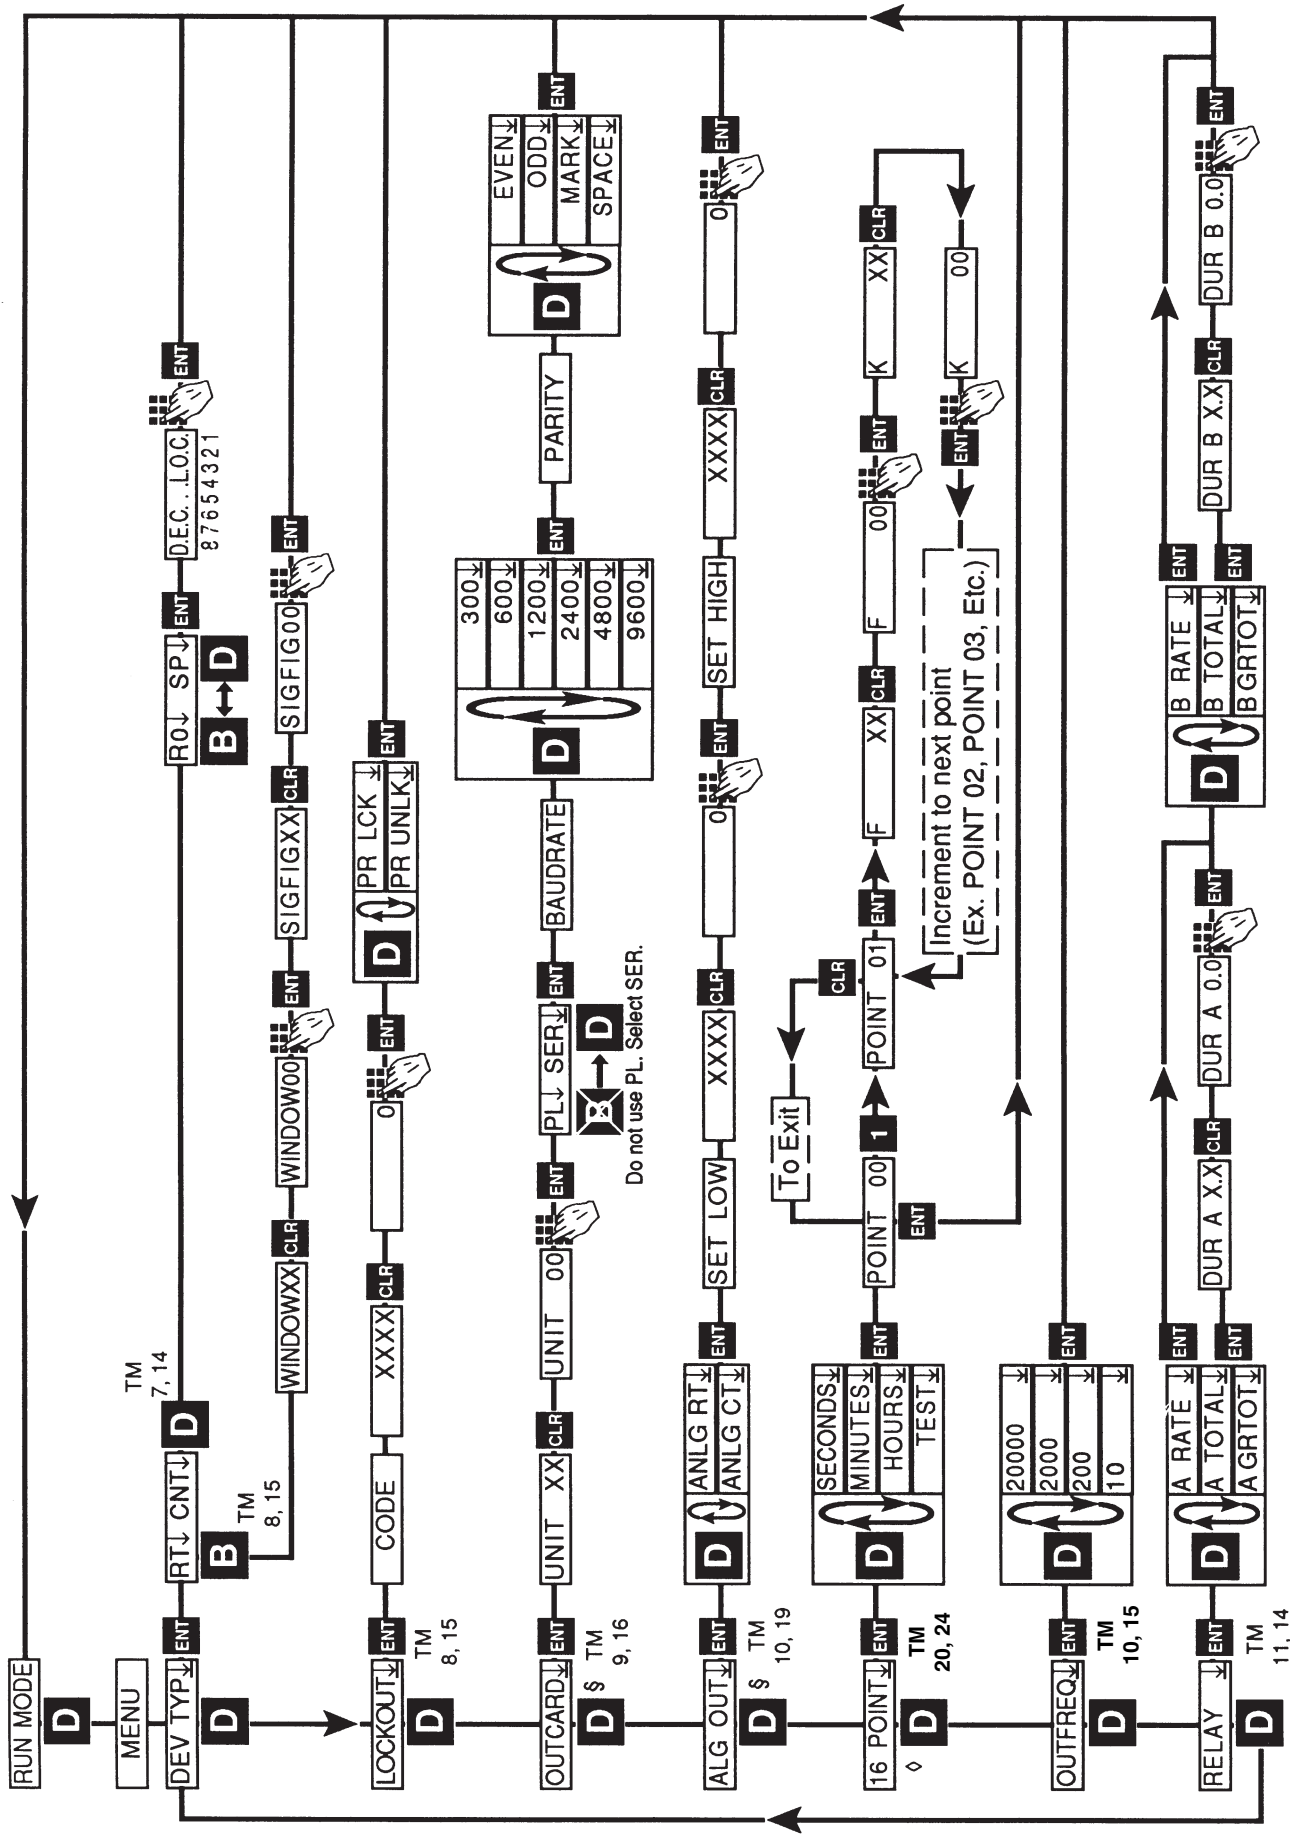 RUN MODE
D
MENU
DEV TYP↓ ENT RT↓ CNT↓ D R0↓ SP↓ ENT D.E.C. .L.O.C. ENT
TM
7, 14
B ↔ D
8 7 6 5 4 3 2 1
D
B
TM
8, 15
WINDOWXX CLR WINDOW00 ENT SIGFIGXX CLR SIGFIG00 ENT
LOCKOUT↓ ENT CODE XXXX CLR 0 ENT D
PR LCK ↓
PR UNLK↓
ENT
D
TM
8, 15
OUTCARD↓ ENT UNIT XX CLR UNIT 00 ENT PL↓ SER↓ ENT BAUDRATE D
B → D
Do not use PL. Select SER.
300↓
600↓
1200↓
2400↓
4800↓
9600↓
ENT PARITY D
EVEN↓
ODD↓
MARK↓
SPACE↓
ENT
D §
TM
9, 16
ALG OUT↓ ENT D
ANLG RT↓
ANLG CT↓
ENT SET LOW XXXX CLR 0 ENT SET HIGH XXXX CLR 0 ENT
D §
TM
10, 19
16 POINT↓ ENT D
SECONDS↓
MINUTES↓
HOURS↓
TEST↓
ENT POINT 00 1 POINT 01 ENT F XX CLR F 00 ENT K XX CLR
K 00
ENT
To Exit
CLR
ENT
Increment to next point
(Ex. POINT 02, POINT 03, Etc.)
D
◊
TM
20, 24
OUTFREQ↓ ENT D
20000 ↓
2000 ↓
200 ↓
10 ↓
ENT
D
TM
10, 15
RELAY ↓ ENT D
A RATE ↓
A TOTAL↓
A GRTOT↓
ENT
ENT
DUR A X.X CLR DUR A 0.0 ENT D
B RATE ↓
B TOTAL↓
B GRTOT↓
ENT
ENT
DUR B X.X CLR DUR B 0.0 ENT
D
TM
11, 14